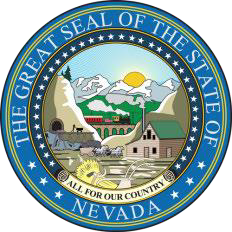 THE GREAT SEAL OF THE STATE OF
NEVADA
ALL FOR OUR COUNTRY